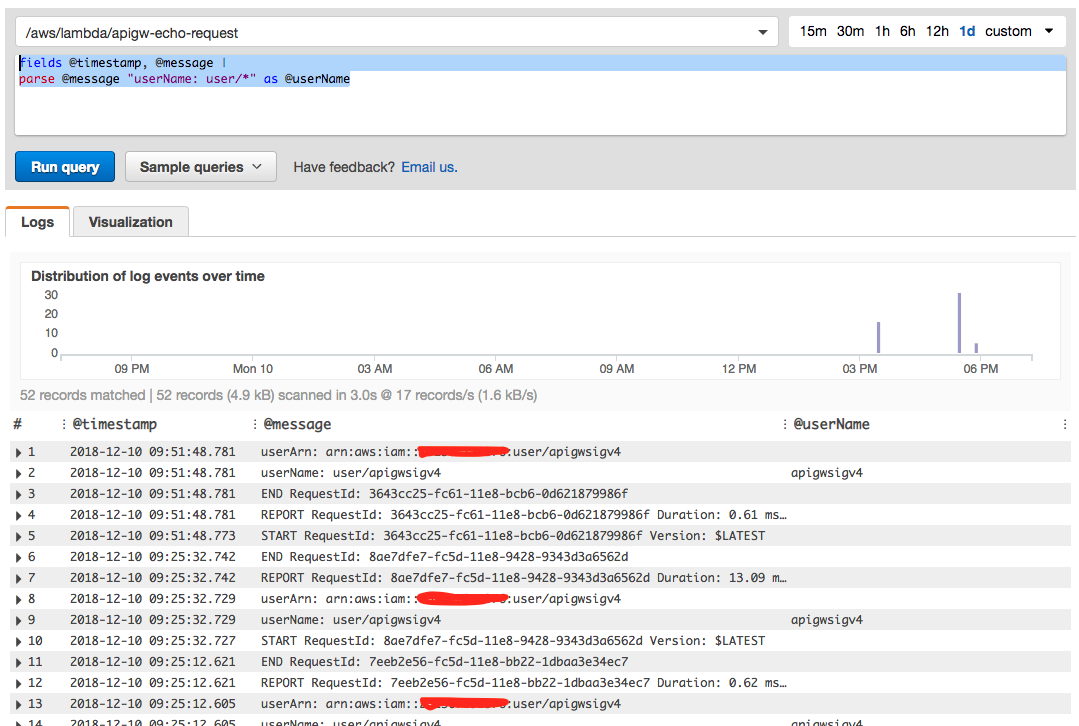 /aws/lambda/apigw-echo-request
15m 30m 1h 6h 12h 1d custom
fields @timestamp, @message |
parse @message "userName: user/*" as @userName
Run query Sample queries Have feedback? Email us.
Logs Visualization
Distribution of log events over time
30
20
10
0
09 PM Mon 10 03 AM 06 AM 09 AM 12 PM 03 PM 06 PM
52 records matched | 52 records (4.9 kB) scanned in 3.0s @ 17 records/s (1.6 kB/s)
# @timestamp @message @userName
1 2018-12-10 09:51:48.781 userArn: arn:aws:iam:: :user/apigwsigv4
2 2018-12-10 09:51:48.781 userName: user/apigwsigv4 apigwsigv4
3 2018-12-10 09:51:48.781 END RequestId: 3643cc25-fc61-11e8-bcb6-0d621879986f
4 2018-12-10 09:51:48.781 REPORT RequestId: 3643cc25-fc61-11e8-bcb6-0d621879986f Duration: 0.61 ms…
5 2018-12-10 09:51:48.773 START RequestId: 3643cc25-fc61-11e8-bcb6-0d621879986f Version: $LATEST
6 2018-12-10 09:25:32.742 END RequestId: 8ae7dfe7-fc5d-11e8-9428-9343d3a6562d
7 2018-12-10 09:25:32.742 REPORT RequestId: 8ae7dfe7-fc5d-11e8-9428-9343d3a6562d Duration: 13.09 m…
8 2018-12-10 09:25:32.729 userArn: arn:aws:iam:: :user/apigwsigv4
9 2018-12-10 09:25:32.729 userName: user/apigwsigv4 apigwsigv4
10 2018-12-10 09:25:32.727 START RequestId: 8ae7dfe7-fc5d-11e8-9428-9343d3a6562d Version: $LATEST
11 2018-12-10 09:25:12.621 END RequestId: 7eeb2e56-fc5d-11e8-bb22-1dbaa3e34ec7
12 2018-12-10 09:25:12.621 REPORT RequestId: 7eeb2e56-fc5d-11e8-bb22-1dbaa3e34ec7 Duration: 0.62 ms…
13 2018-12-10 09:25:12.605 userArn: arn:aws:iam:: :user/apigwsigv4
14 2018-12-10 09:25:12.605 userName: user/apigwsigv4 apigwsigv4